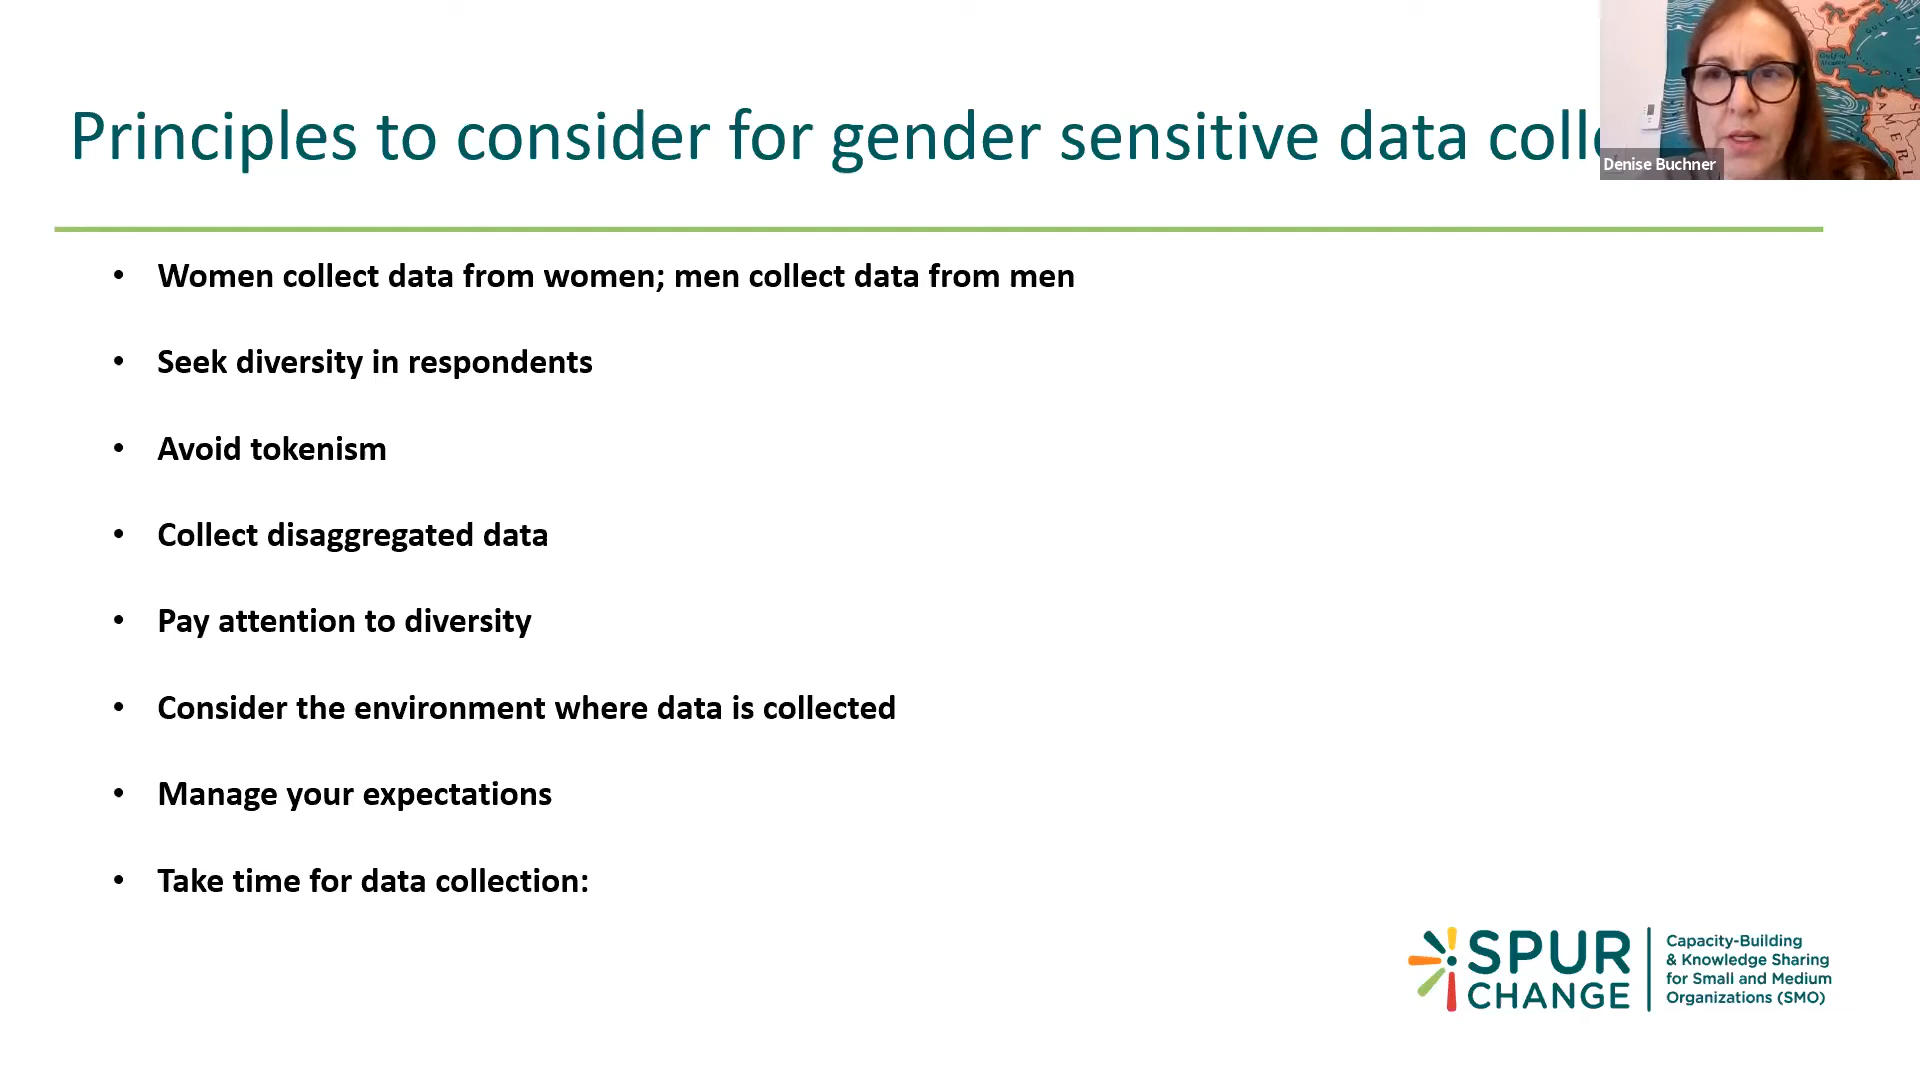 Principles to consider for gender sensitive data coll
Denise Buchner
• Women collect data from women; men collect data from men
• Seek diversity in respondents
• Avoid tokenism
• Collect disaggregated data
• Pay attention to diversity
• Consider the environment where data is collected
• Manage your expectations
• Take time for data collection:
SPUR
CHANGE
Capacity-Building
& Knowledge Sharing
for Small and Medium
Organizations (SMO)